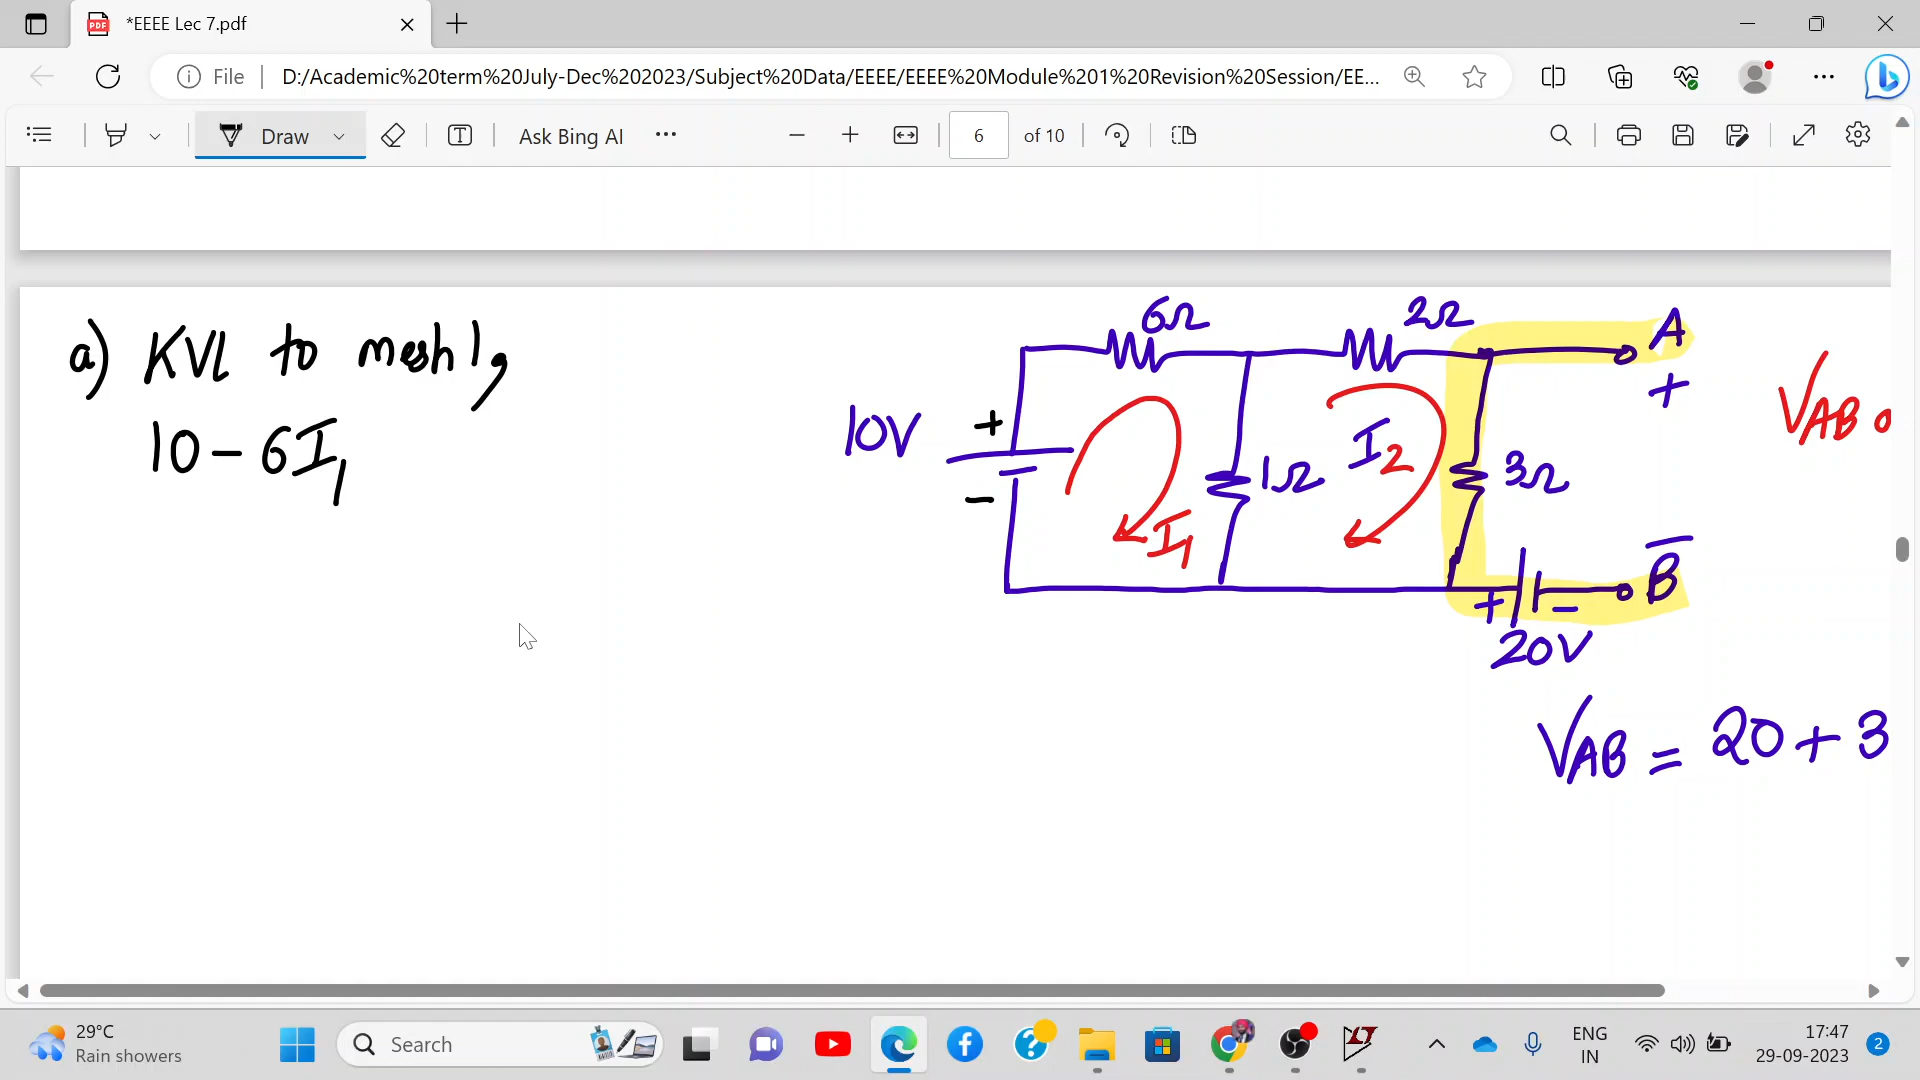 *EEEE Lec 7.pdf
File
D:/Academic%20term%20July-Dec%202023/Subject%20Data/EEEE/EEEE%20Module%201%20Revision%20Session/EE...
Draw
Ask Bing AI
6 of 10
a) KVL to mesh 1,
10 - 6I1
6Ω
2Ω
A
+
10V
+
-
I1
1Ω
I2
3Ω
VAB
B
-
+ -
20V
VAB = 20 + 3
29°C
Rain showers
Search
ENG
IN
17:47
29-09-2023
2